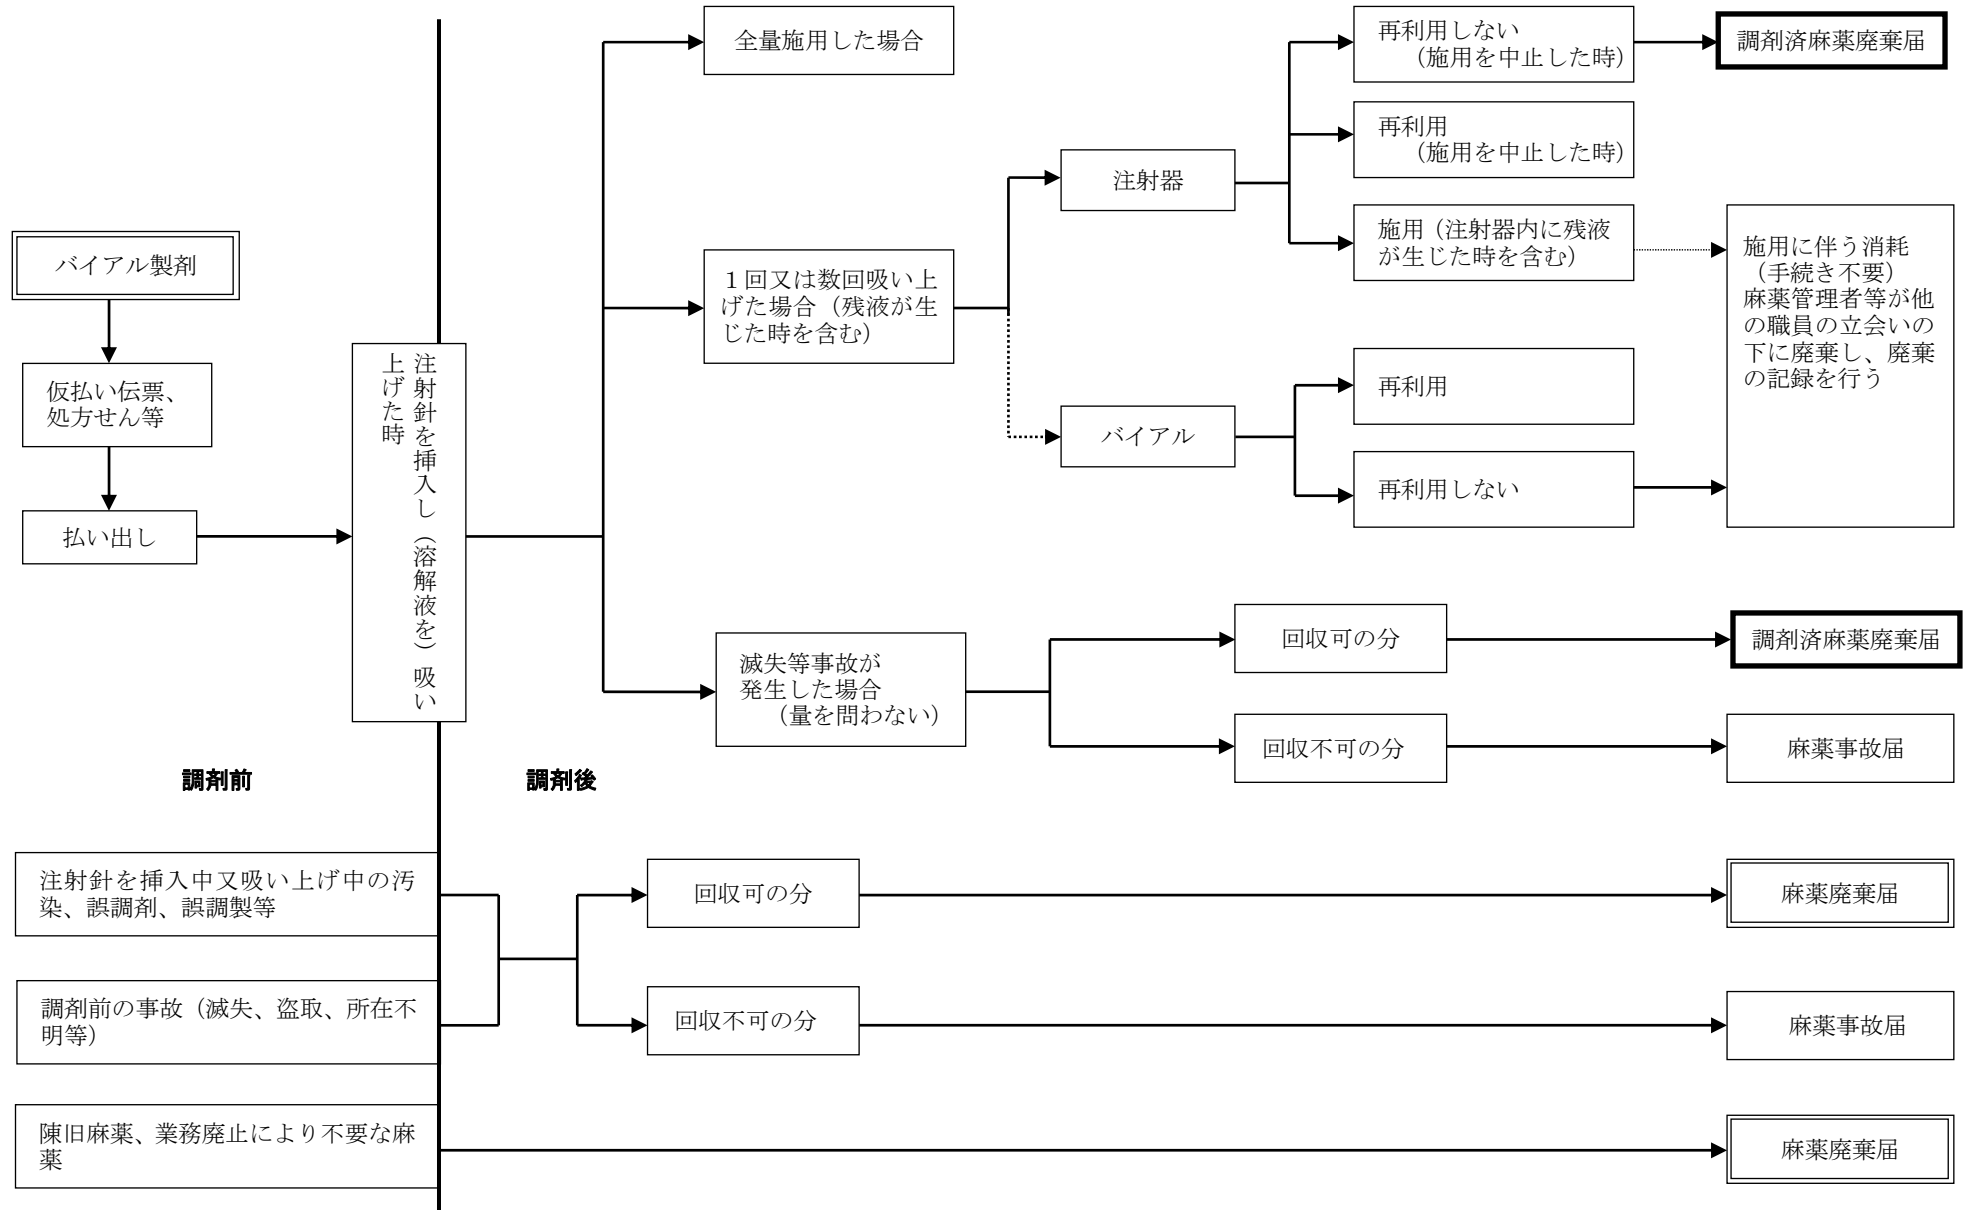 バイアル製剤
仮払い伝票、
処方せん等
払い出し
注射針を挿入し（溶解液を）吸い
上げた時
全量施用した場合
１回又は数回吸い上
げた場合（残液が生
じた時を含む）
滅失等事故が
発生した場合
（量を問わない）
注射器
バイアル
再利用しない
（施用を中止した時）
再利用
（施用を中止した時）
施用（注射器内に残液
が生じた時を含む）
再利用
再利用しない
調剤済麻薬廃棄届
施用に伴う消耗
（手続き不要）
麻薬管理者等が他
の職員の立会いの
下に廃棄し、廃棄
の記録を行う
回収可の分
調剤済麻薬廃棄届
回収不可の分
麻薬事故届
調剤前
調剤後
注射針を挿入中又吸い上げ中の汚
染、誤調剤、誤調製等
回収可の分
麻薬廃棄届
調剤前の事故（滅失、盗取、所在不
明等）
回収不可の分
麻薬事故届
陳旧麻薬、業務廃止により不要な麻
薬
麻薬廃棄届